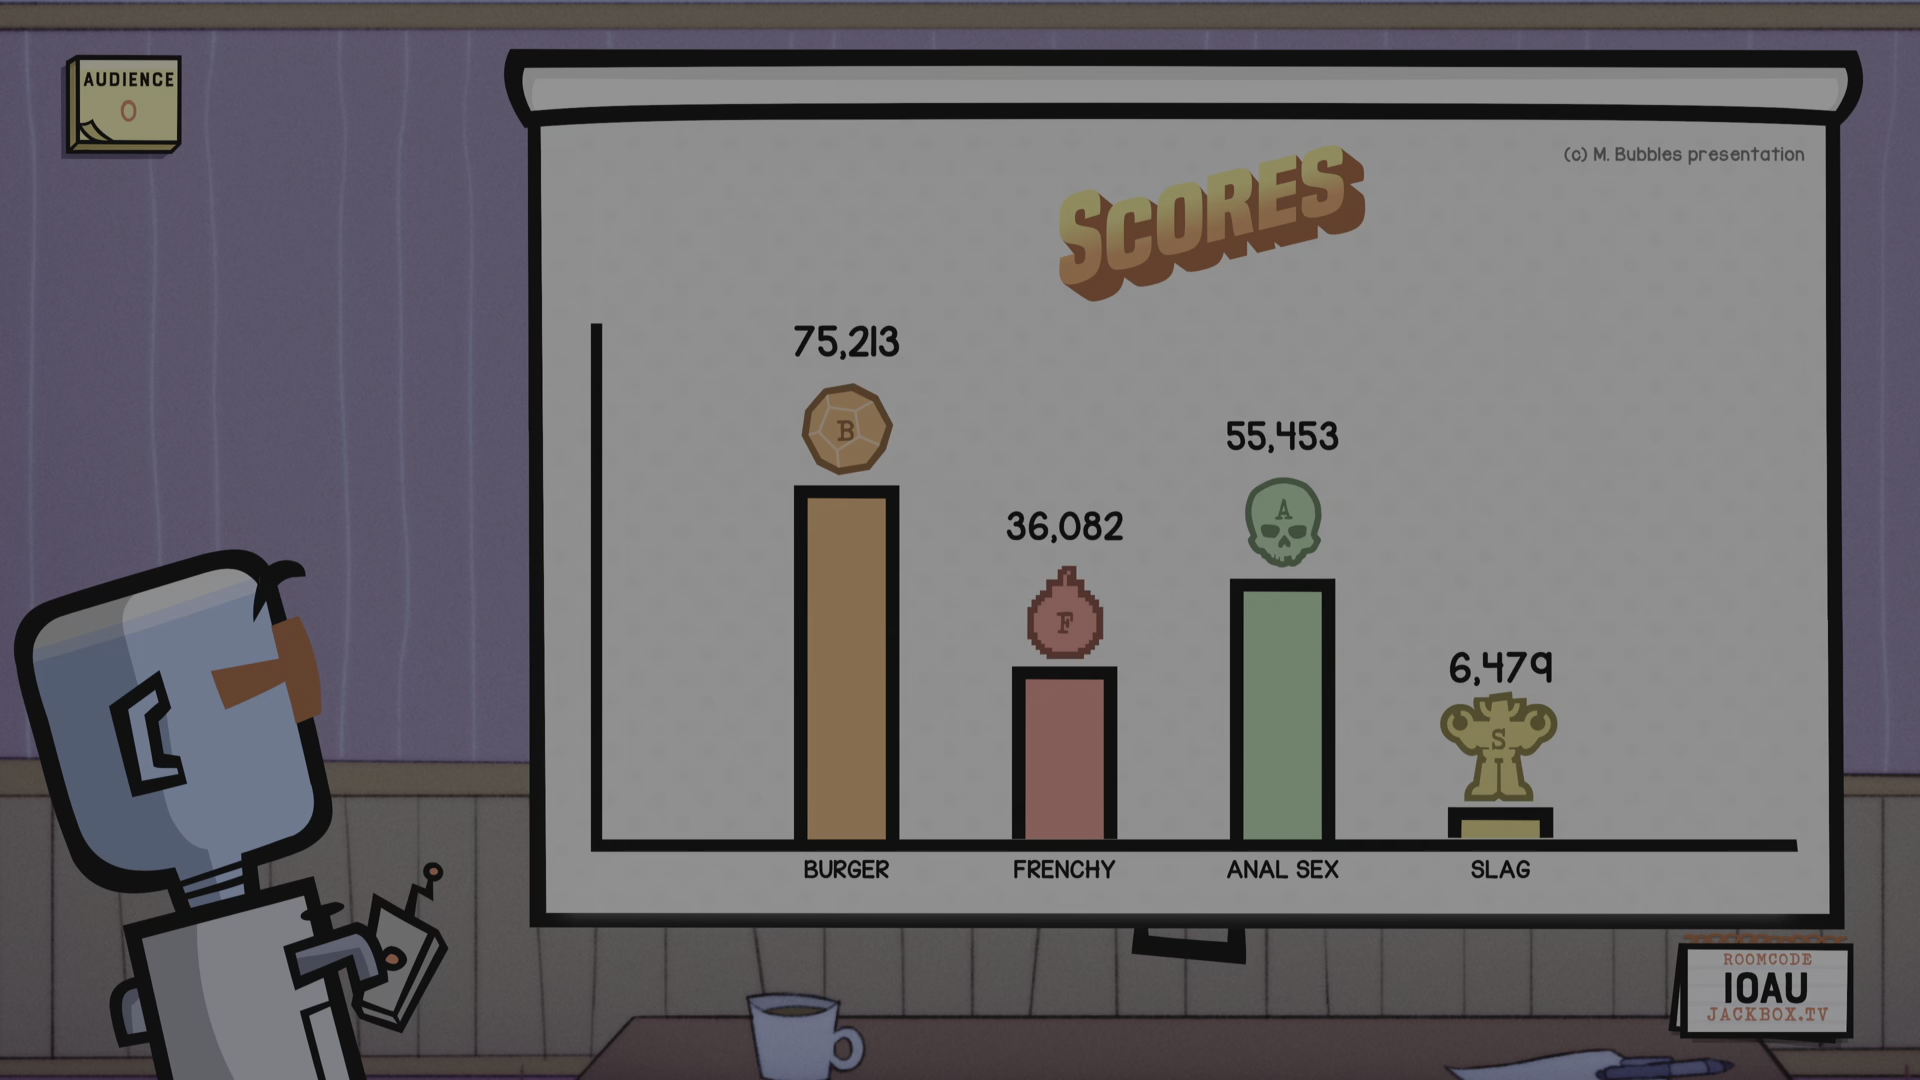 AUDIENCE
0
(c) M. Bubbles presentation
SCORES
75,213
B
55,453
A
36,082
F
6,479
S
BURGER FRENCHY ANAL SEX SLAG
ROOMCODE
IOAU
JACKBOX.TV